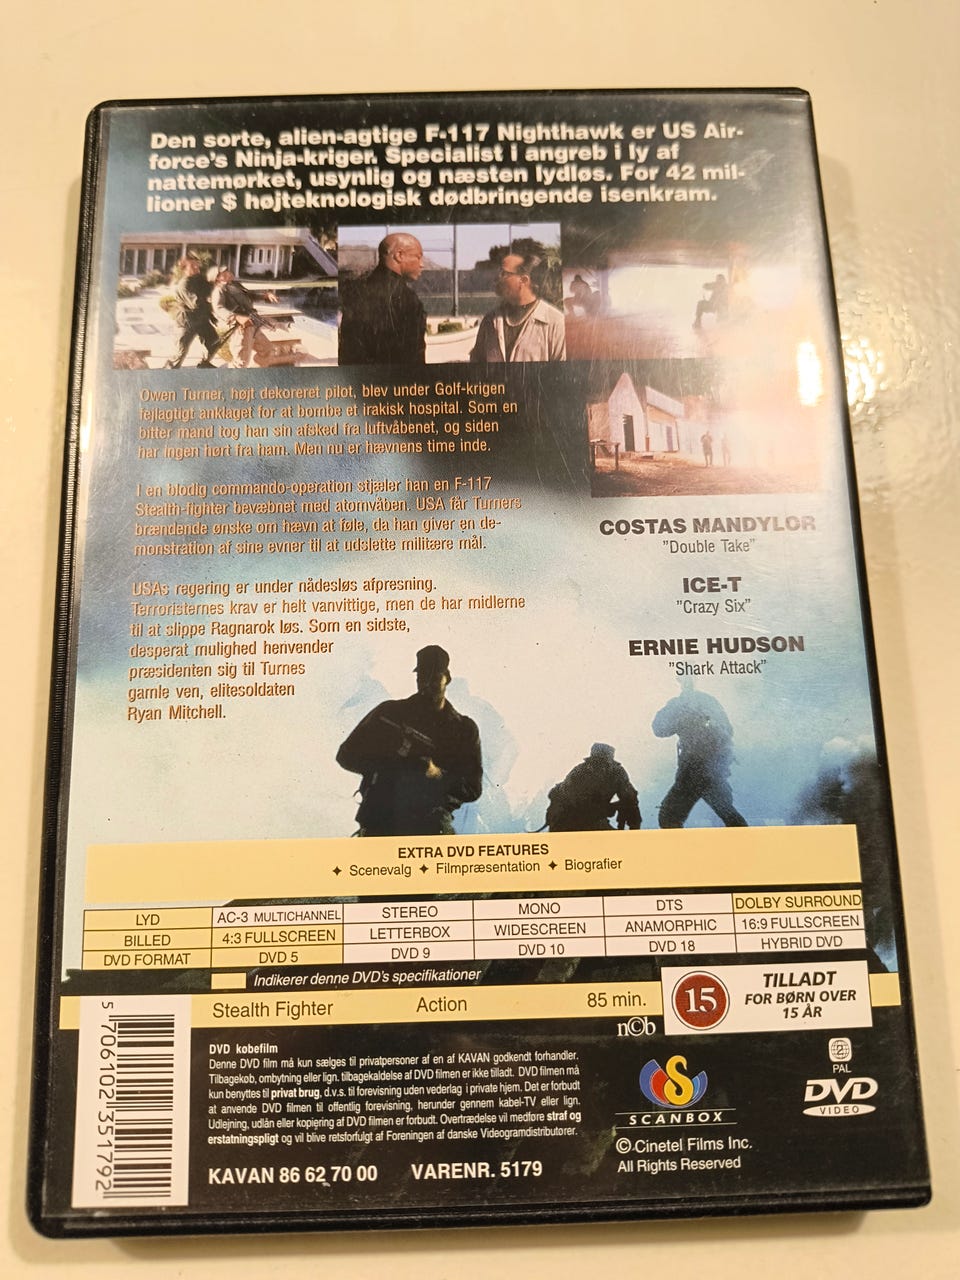 Den sorte, alien-agtige F-117 Nighthawk er US Air-
force's Ninja-kriger. Specialist i angreb i ly af
nattemørket, usynlig og næsten lydløs. For 42 mil-
lioner $ højteknologisk dødbringende isenkram.
Owen Turner, højt dekoreret pilot, blev under Golf-krigen
fejlagtigt anklaget for at bombe et irakisk hospital. Som en
bitter mand tog han sin afsked fra luftvåbenet, og siden
har ingen hørt fra ham. Men nu er hævnens time inde.
I en blodig commando-operation stjæler han en F-117
Stealth-fighter bevæbnet med atomvåben. USA får Turners
brændende ønske om hævn at føle, da han giver en de-
monstration af sine evner til at udslette militære mål.
USAs regering er under nådesløs afpresning.
Terroristernes krav er helt vanvittige, men de har midlerne
til at slippe Ragnarok løs. Som en sidste,
desperat mulighed henvender
præsidenten sig til Turnes
gamle ven, elitesoldaten
Ryan Mitchell.
COSTAS MANDYLOR
"Double Take"
ICE-T
"Crazy Six"
ERNIE HUDSON
"Shark Attack"
EXTRA DVD FEATURES
✦ Scenevalg ✦ Filmpræsentation ✦ Biografier
LYD AC-3 MULTICHANNEL STEREO MONO DTS DOLBY SURROUND
BILLED 4:3 FULLSCREEN LETTERBOX WIDESCREEN ANAMORPHIC 16:9 FULLSCREEN
DVD FORMAT DVD 5 DVD 9 DVD 10 DVD 18 HYBRID DVD
Indikerer denne DVD's specifikationer
Stealth Fighter Action 85 min.
n©b
15
TILLADT
FOR BØRN OVER
15 ÅR
5 706102 351792
DVD købefilm
Denne DVD film må kun sælges til privatpersoner af en af KAVAN godkendt forhandler.
Tilbagekøb, ombytning eller lign. tilbagekaldelse af DVD filmen er ikke tilladt. DVD filmen må
kun benyttes til privat brug, d.v.s. til forevisning uden vederlag i private hjem. Det er forbudt
at anvende DVD filmen til offentlig forevisning, herunder gennem kabel-TV eller lign.
Udlejning, udlån eller kopiering af DVD filmen er forbudt. Overtrædelse vil medføre straf og
erstatningspligt og vil blive retsforfulgt af Foreningen af danske Videogramdistributører.
KAVAN 86 62 70 00 VARENR. 5179
S
SCANBOX
© Cinetel Films Inc.
All Rights Reserved
2
PAL
DVD
VIDEO